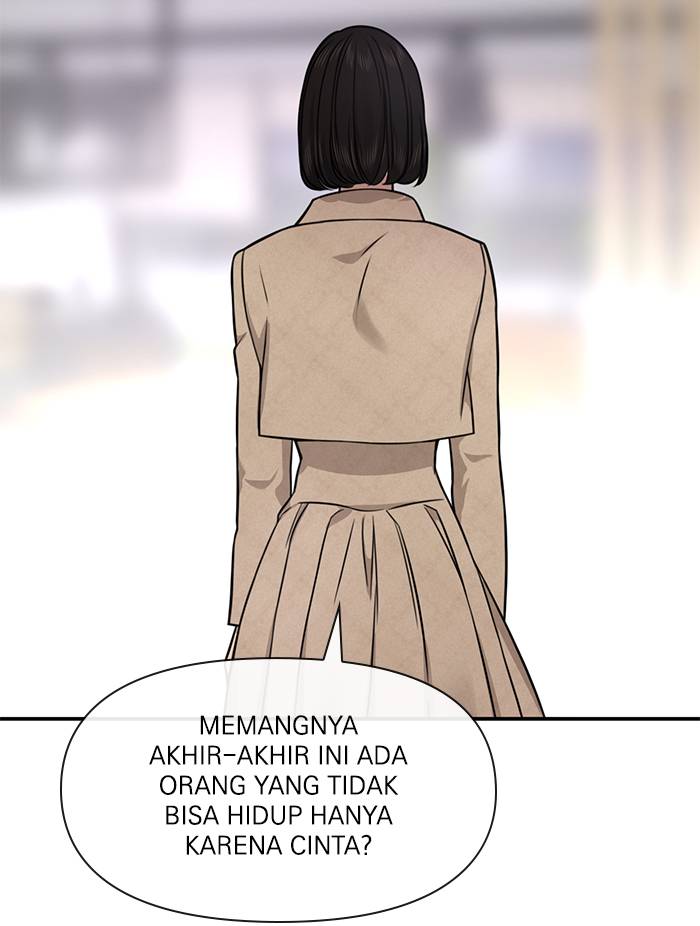 MEMANGNYA
AKHIR-AKHIR INI ADA
ORANG YANG TIDAK
BISA HIDUP HANYA
KARENA CINTA?